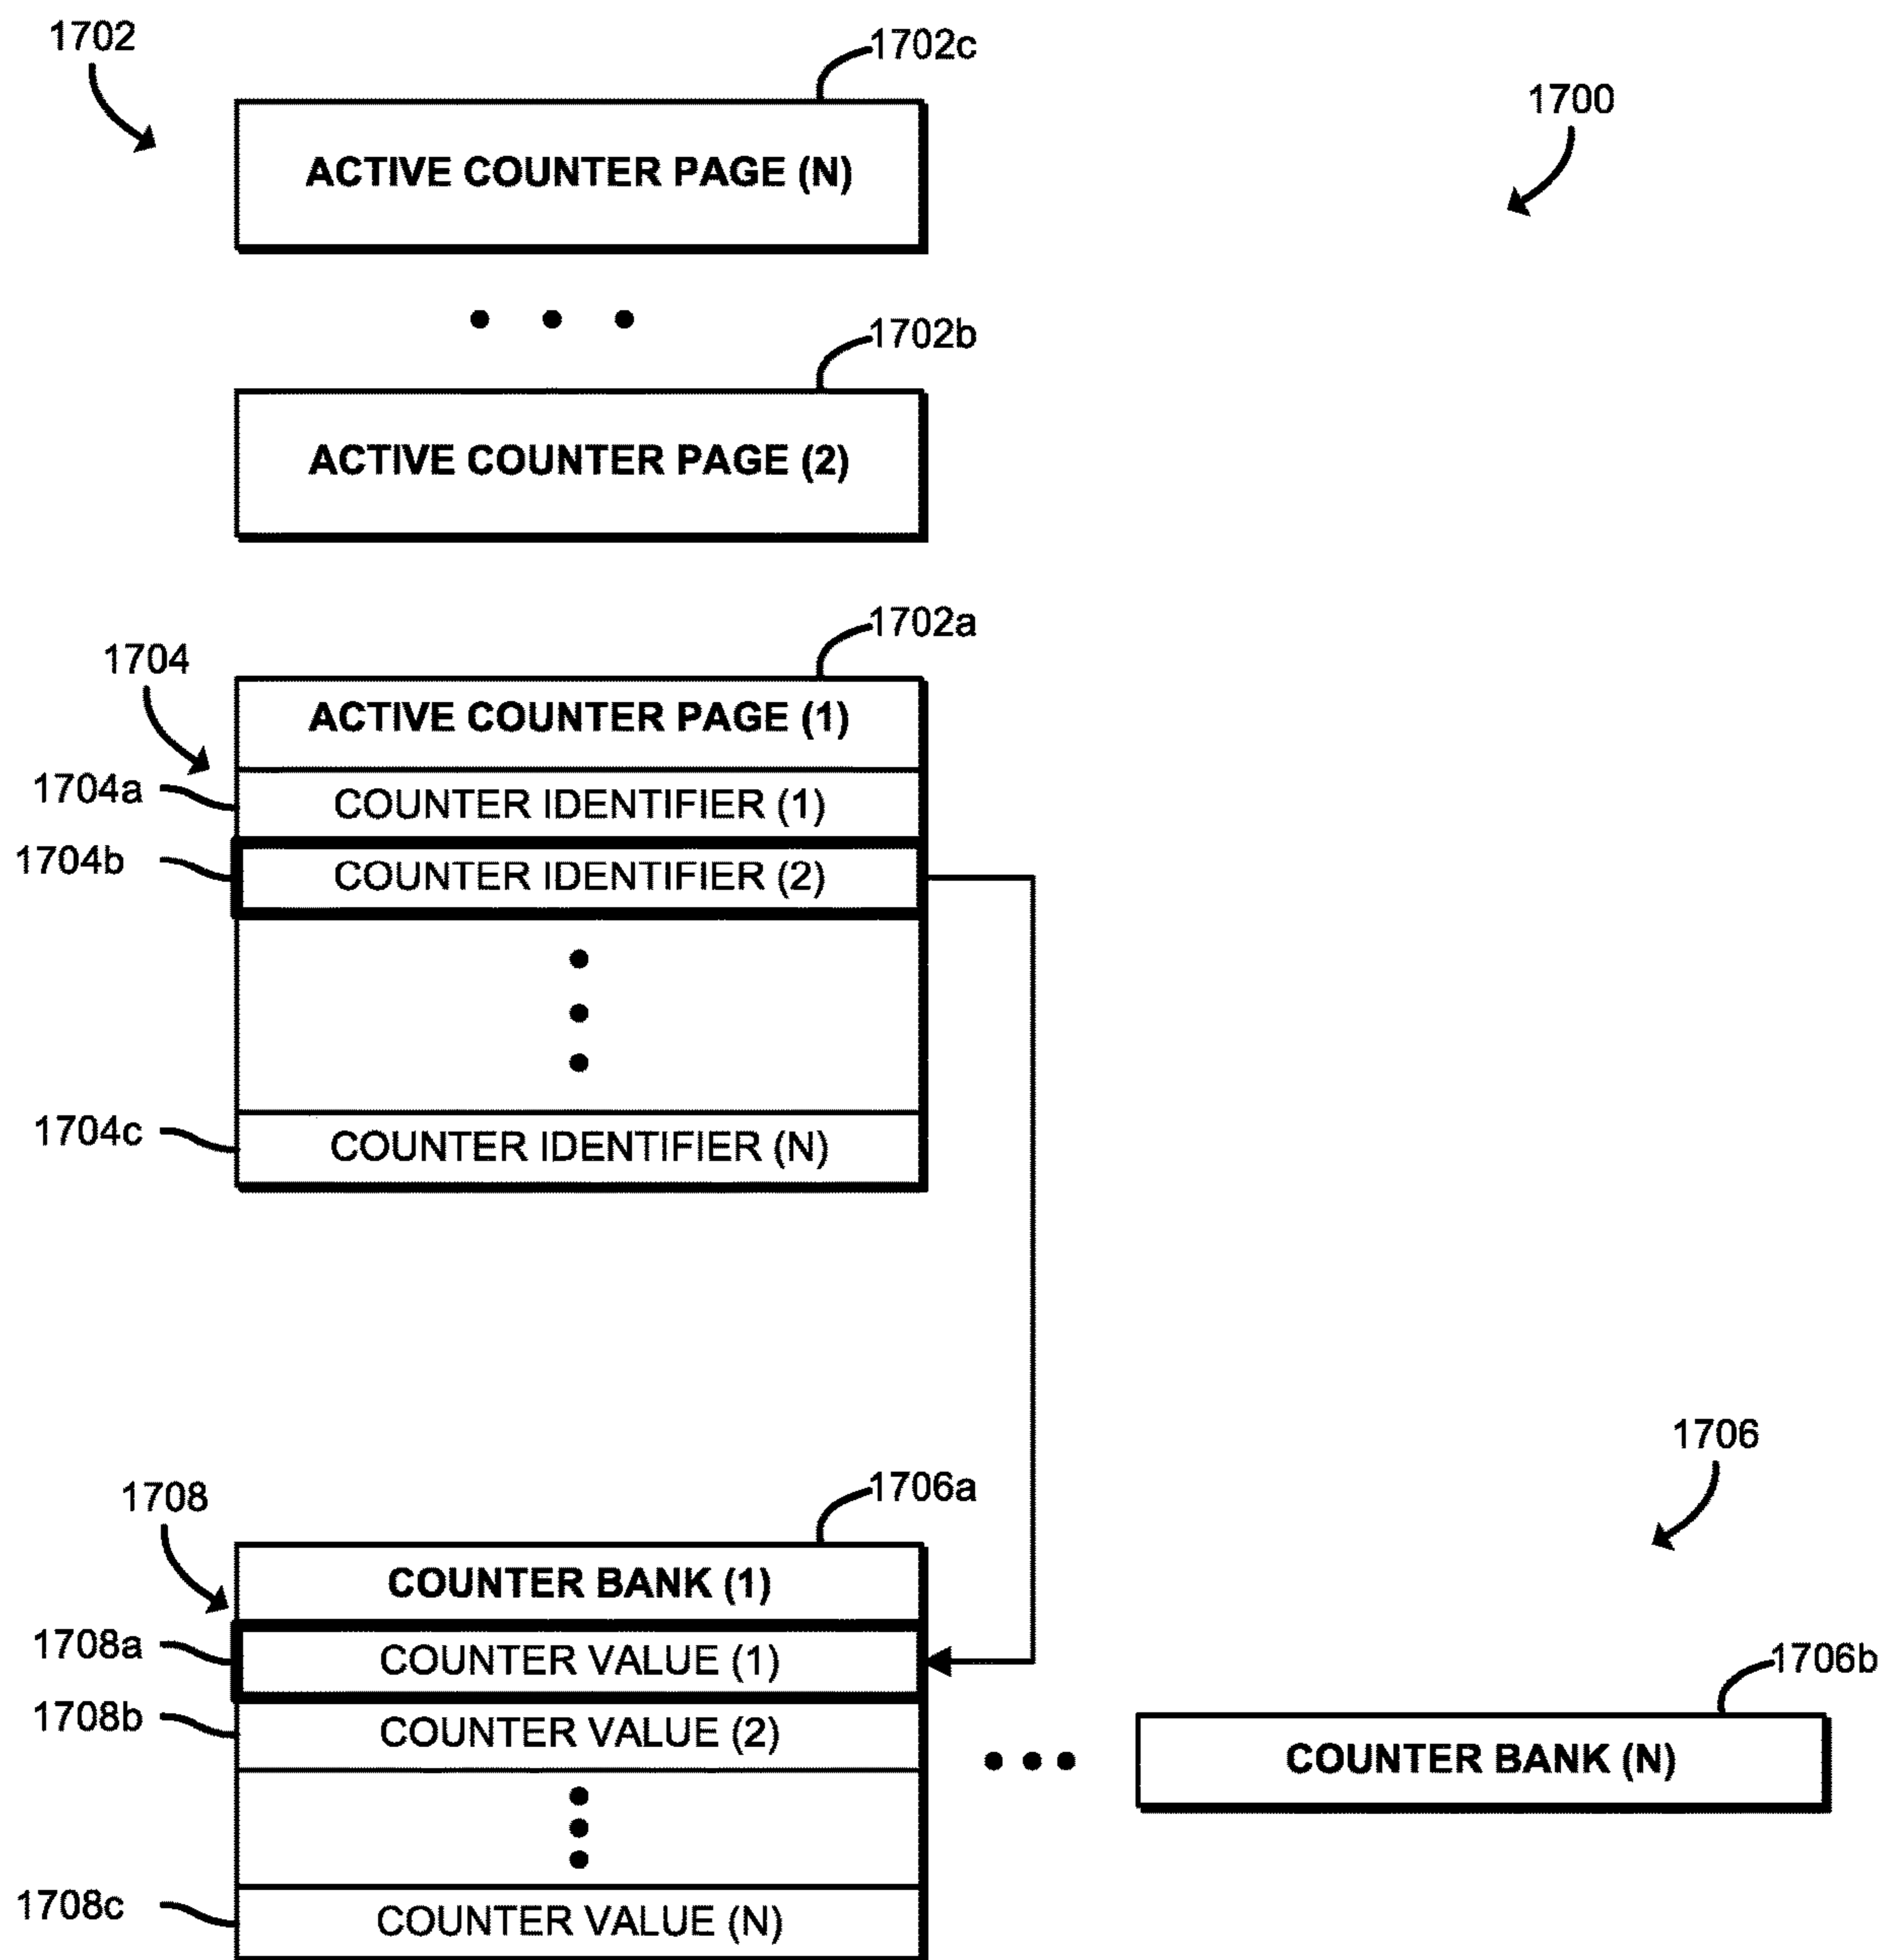 1702
1702c
1700
ACTIVE COUNTER PAGE (N)
1702b
ACTIVE COUNTER PAGE (2)
1702a
1704
ACTIVE COUNTER PAGE (1)
1704a
COUNTER IDENTIFIER (1)
1704b
COUNTER IDENTIFIER (2)
1704c
COUNTER IDENTIFIER (N)
1706
1706a
1708
COUNTER BANK (1)
1708a
COUNTER VALUE (1)
1706b
1708b
COUNTER VALUE (2)
COUNTER BANK (N)
1708c
COUNTER VALUE (N)